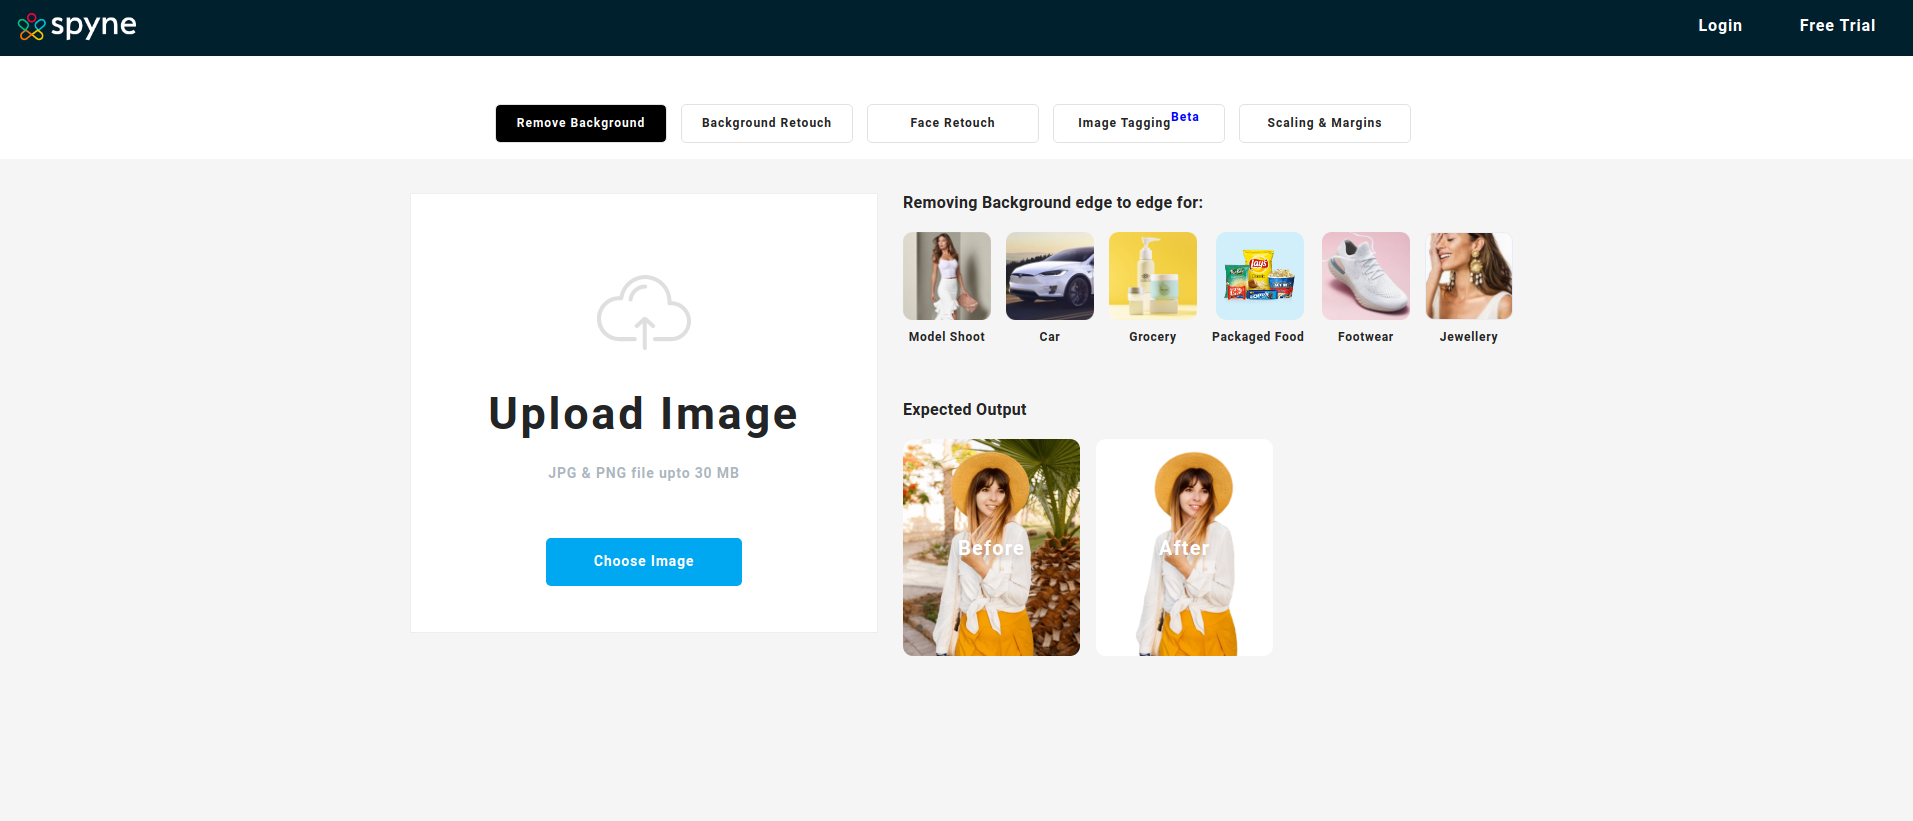 spyne
Login
Free Trial
Remove Background
Background Retouch
Face Retouch
Image Tagging Beta
Scaling & Margins
Upload Image
JPG & PNG file upto 30 MB
Choose Image
Removing Background edge to edge for:
Lay's
Model Shoot
Car
Grocery
Packaged Food
Footwear
Jewellery
Expected Output
Before
After